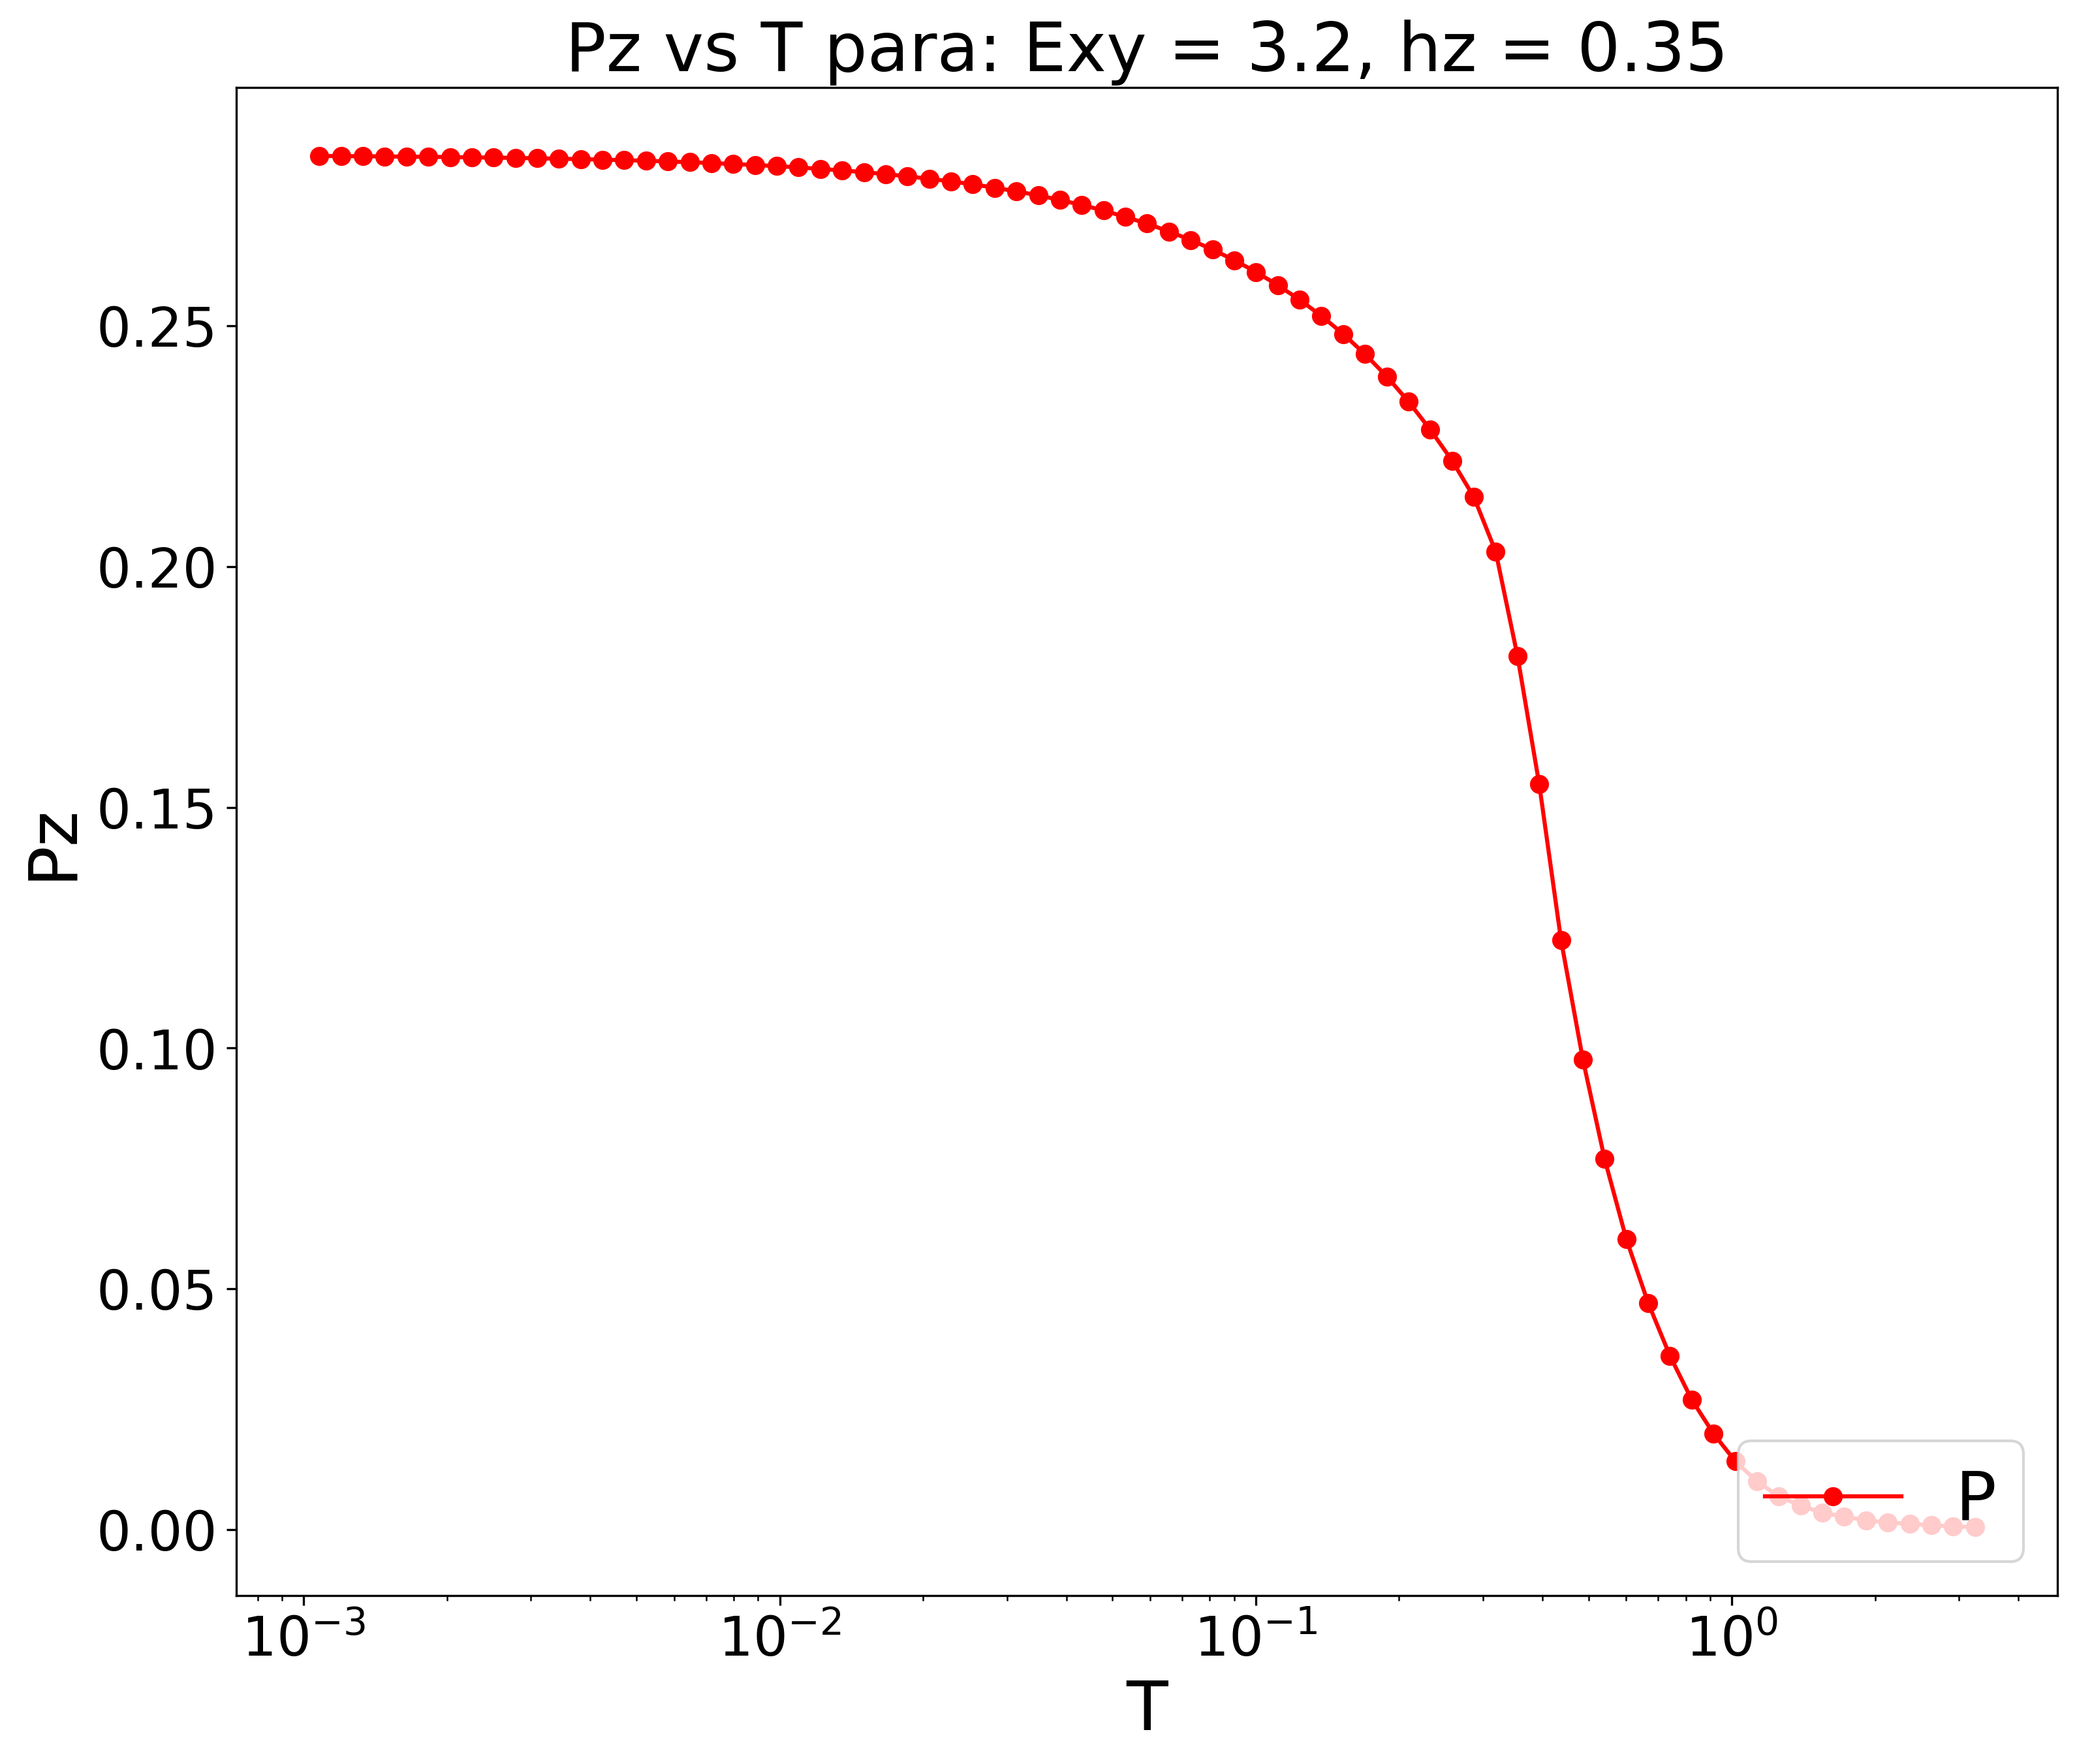 Pz vs T para: Exy = 3.2, hz = 0.35
Pz
0.25
0.20
0.15
0.10
0.05
0.00
P
10⁻³ 10⁻² 10⁻¹ 10⁰
T